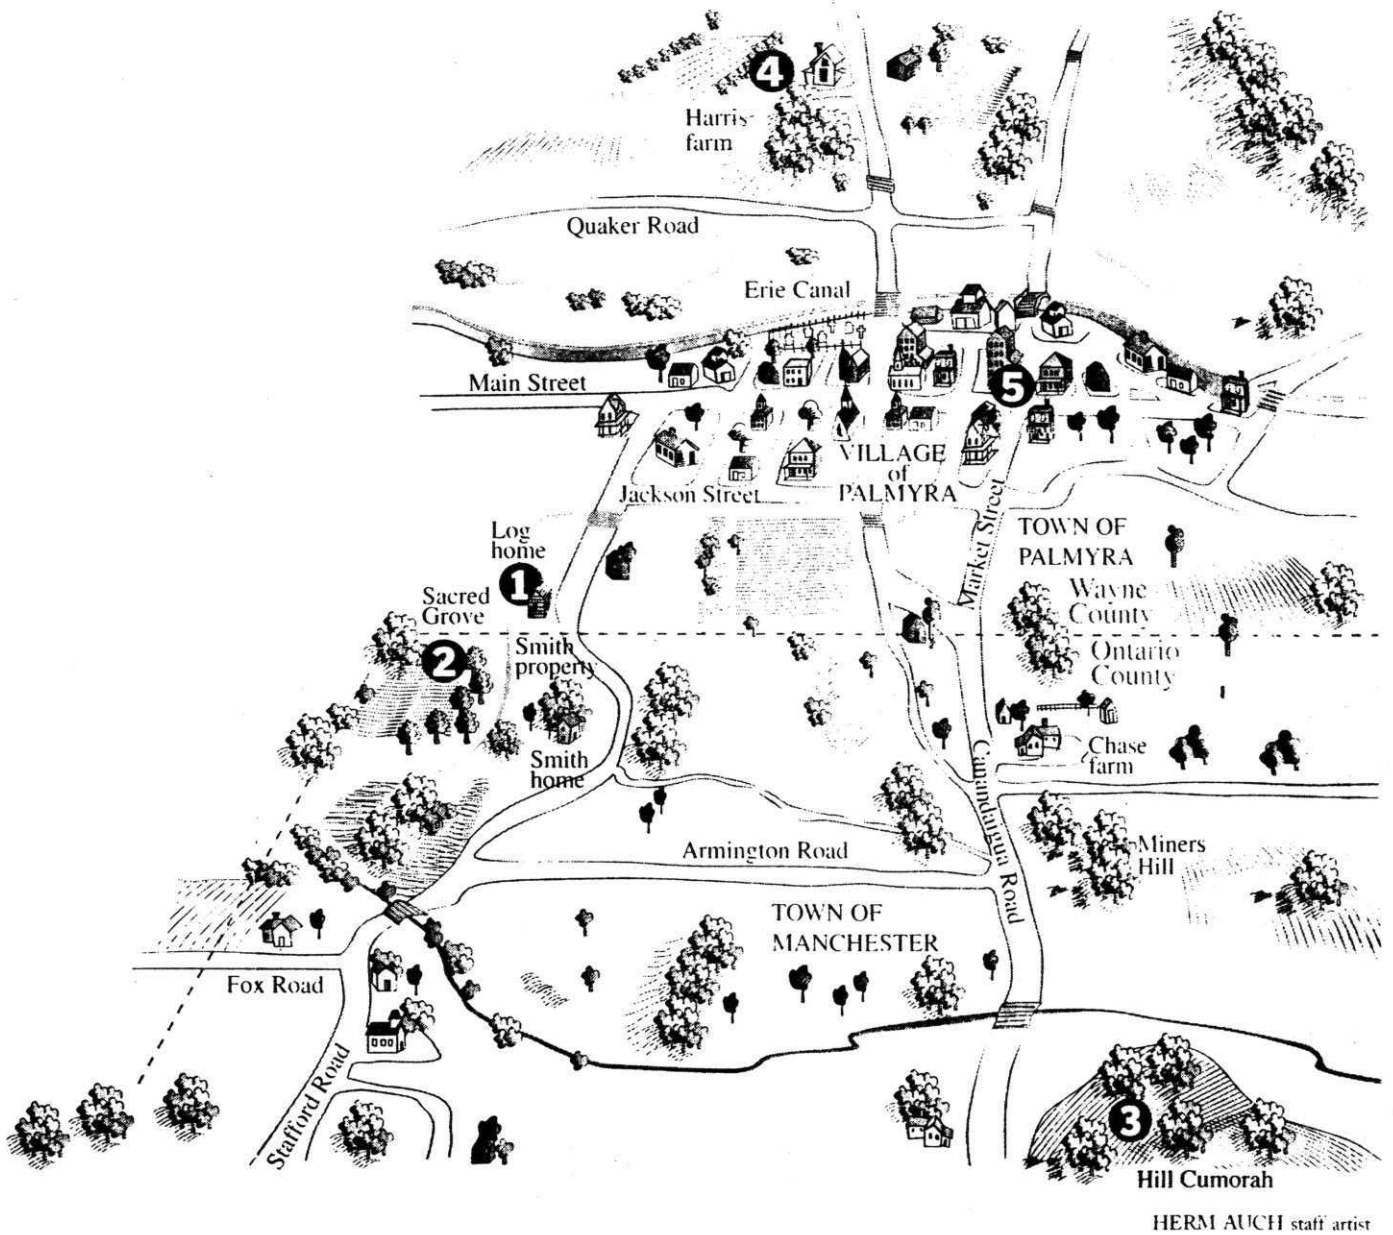 4
Harris
farm
Quaker Road
Erie Canal
Main Street
5
VILLAGE
of
PALMYRA
Jackson Street
Market Street
TOWN OF
PALMYRA
Log
home
1
Wayne
County
Sacred
Grove
2
Smith
property
Ontario
County
Smith
home
Chase
farm
Canandaigua Road
Armington Road
Miners
Hill
TOWN OF
MANCHESTER
Fox Road
Stafford Road
3
Hill Cumorah
HERM AUCH staff artist